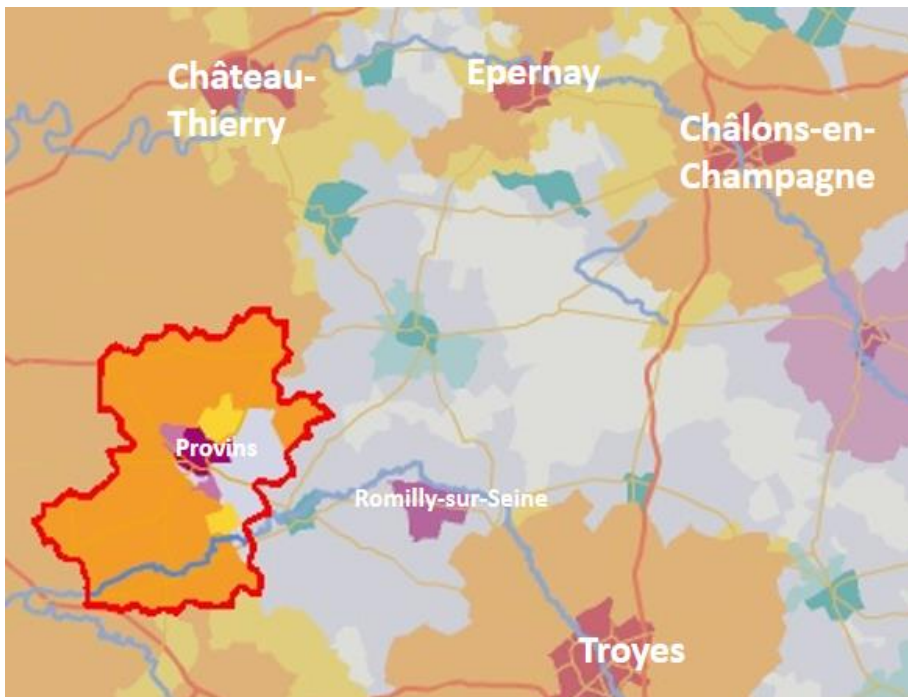 Château-
Thierry
Epernay
Châlons-en-
Champagne
Provins
Romilly-sur-Seine
Troyes